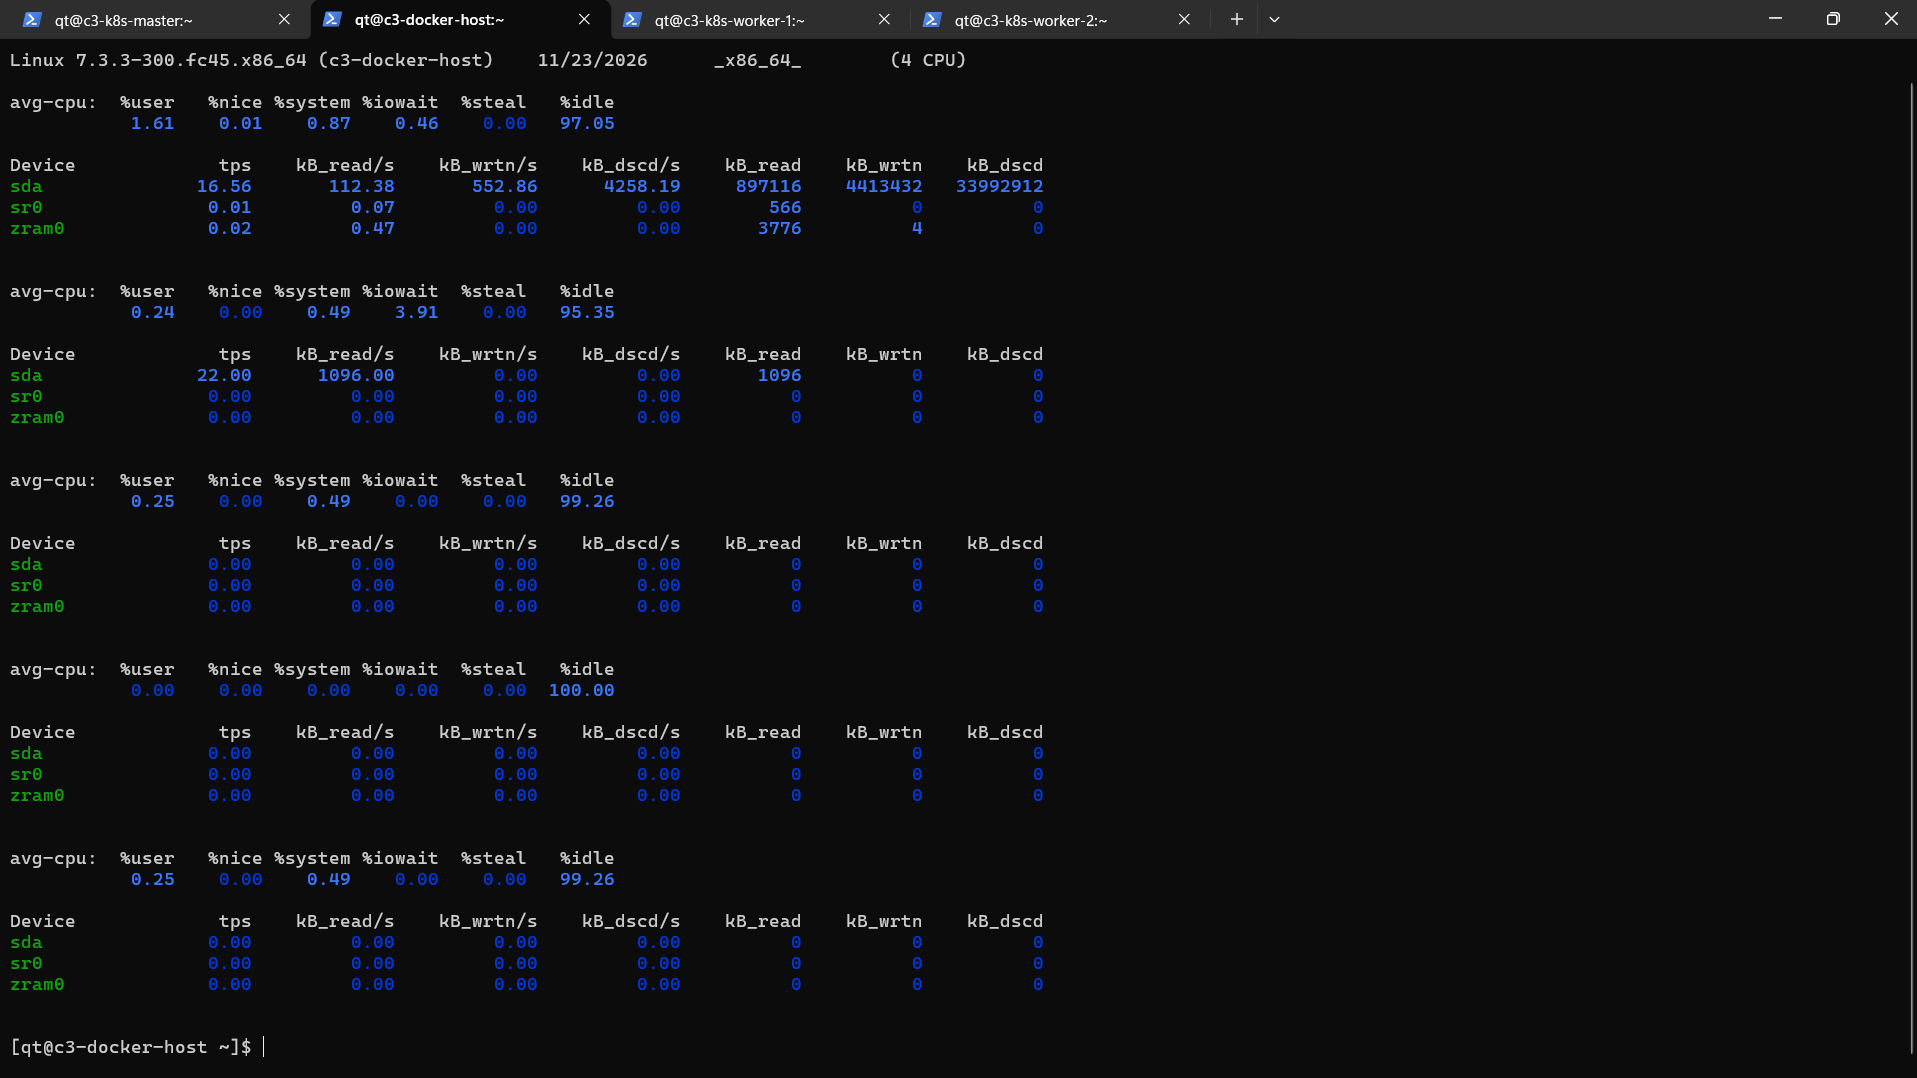 qt@c3-k8s-master:~ qt@c3-docker-host:~ qt@c3-k8s-worker-1:~ qt@c3-k8s-worker-2:~
Linux 7.3.3-300.fc45.x86_64 (c3-docker-host) 11/23/2026 _x86_64_ (4 CPU)
avg-cpu: %user %nice %system %iowait %steal %idle
1.61 0.01 0.87 0.46 0.00 97.05
Device tps kB_read/s kB_wrtn/s kB_dscd/s kB_read kB_wrtn kB_dscd
sda 16.56 112.38 552.86 4258.19 897116 4413432 33992912
sr0 0.01 0.07 0.00 0.00 566 0 0
zram0 0.02 0.47 0.00 0.00 3776 4 0
avg-cpu: %user %nice %system %iowait %steal %idle
0.24 0.00 0.49 3.91 0.00 95.35
Device tps kB_read/s kB_wrtn/s kB_dscd/s kB_read kB_wrtn kB_dscd
sda 22.00 1096.00 0.00 0.00 1096 0 0
sr0 0.00 0.00 0.00 0.00 0 0 0
zram0 0.00 0.00 0.00 0.00 0 0 0
avg-cpu: %user %nice %system %iowait %steal %idle
0.25 0.00 0.49 0.00 0.00 99.26
Device tps kB_read/s kB_wrtn/s kB_dscd/s kB_read kB_wrtn kB_dscd
sda 0.00 0.00 0.00 0.00 0 0 0
sr0 0.00 0.00 0.00 0.00 0 0 0
zram0 0.00 0.00 0.00 0.00 0 0 0
avg-cpu: %user %nice %system %iowait %steal %idle
0.00 0.00 0.00 0.00 0.00 100.00
Device tps kB_read/s kB_wrtn/s kB_dscd/s kB_read kB_wrtn kB_dscd
sda 0.00 0.00 0.00 0.00 0 0 0
sr0 0.00 0.00 0.00 0.00 0 0 0
zram0 0.00 0.00 0.00 0.00 0 0 0
avg-cpu: %user %nice %system %iowait %steal %idle
0.25 0.00 0.49 0.00 0.00 99.26
Device tps kB_read/s kB_wrtn/s kB_dscd/s kB_read kB_wrtn kB_dscd
sda 0.00 0.00 0.00 0.00 0 0 0
sr0 0.00 0.00 0.00 0.00 0 0 0
zram0 0.00 0.00 0.00 0.00 0 0 0
[qt@c3-docker-host ~]$